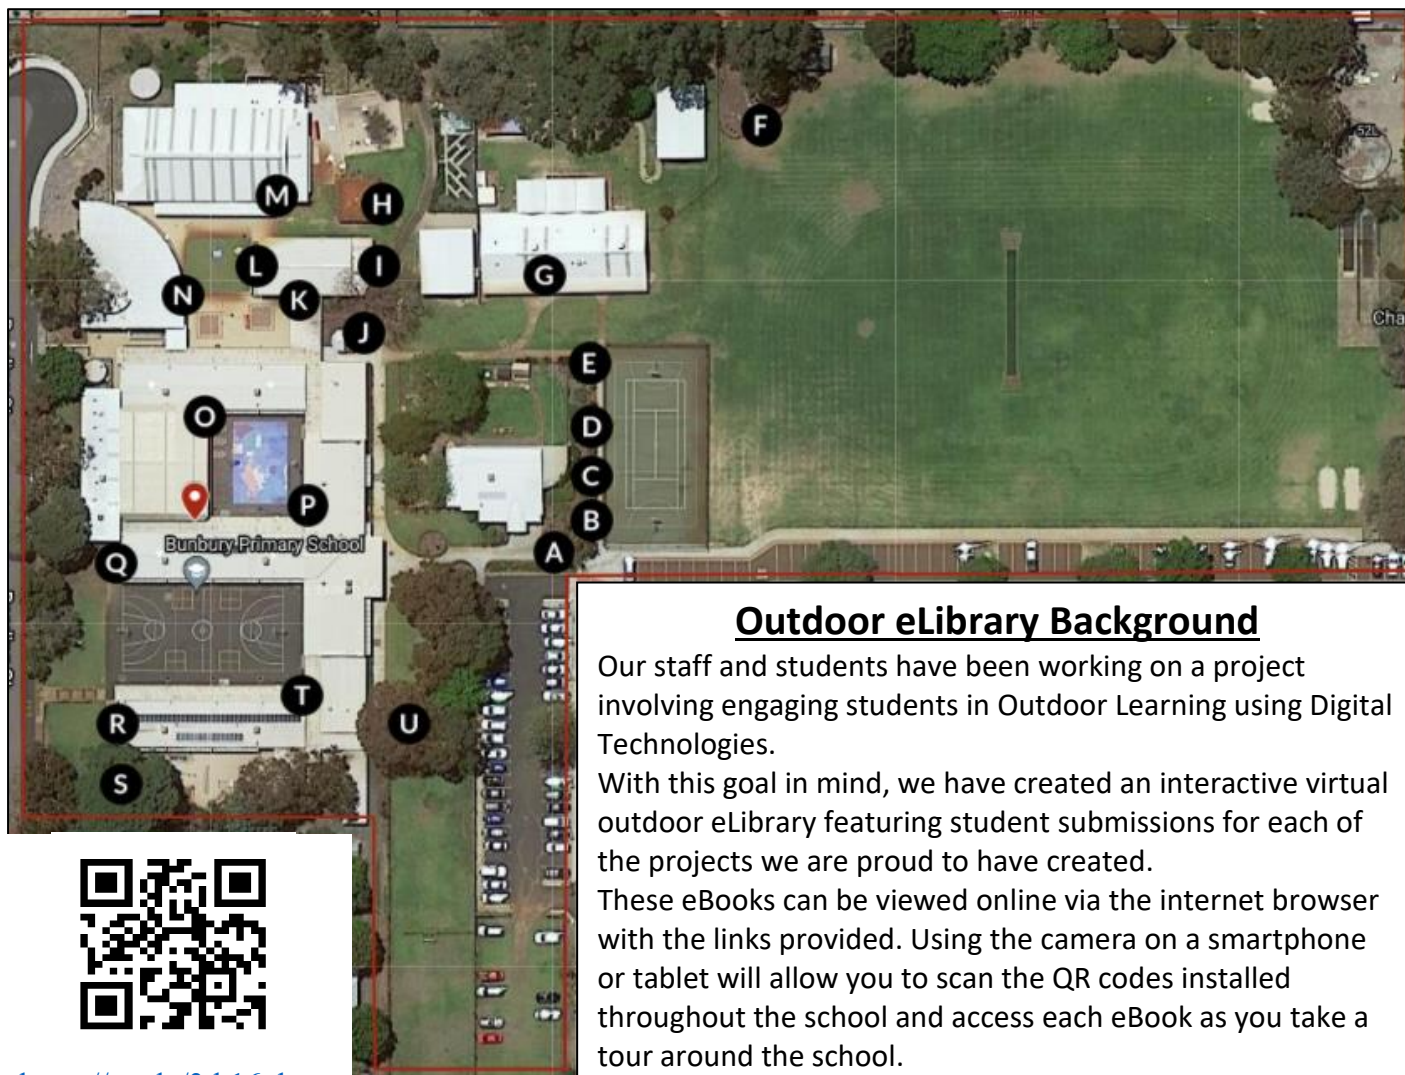 F
52L
M
H
L
I
G
N
K
J
Cha
E
O
D
C
P
B
Bunbury Primary School
A
Q
T
R
U
S
Outdoor eLibrary Background
Our staff and students have been working on a project
involving engaging students in Outdoor Learning using Digital
Technologies.
With this goal in mind, we have created an interactive virtual
outdoor eLibrary featuring student submissions for each of
the projects we are proud to have created.
These eBooks can be viewed online via the internet browser
with the links provided. Using the camera on a smartphone
or tablet will allow you to scan the QR codes installed
throughout the school and access each eBook as you take a
tour around the school.